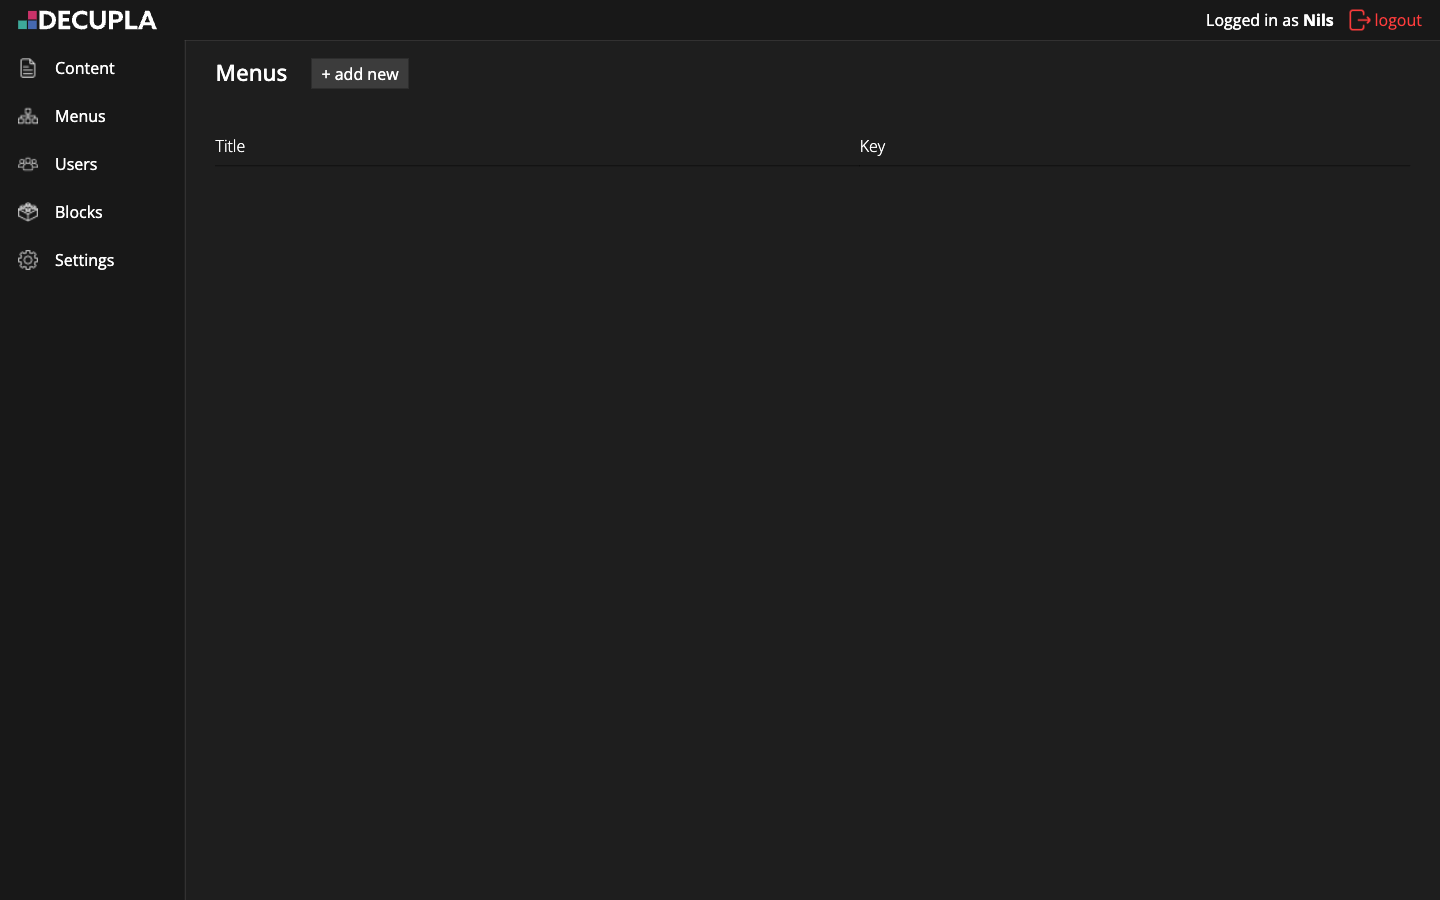 DECUPLA
Logged in as Nils logout
Content
Menus
Users
Blocks
Settings
Menus + add new
Title Key